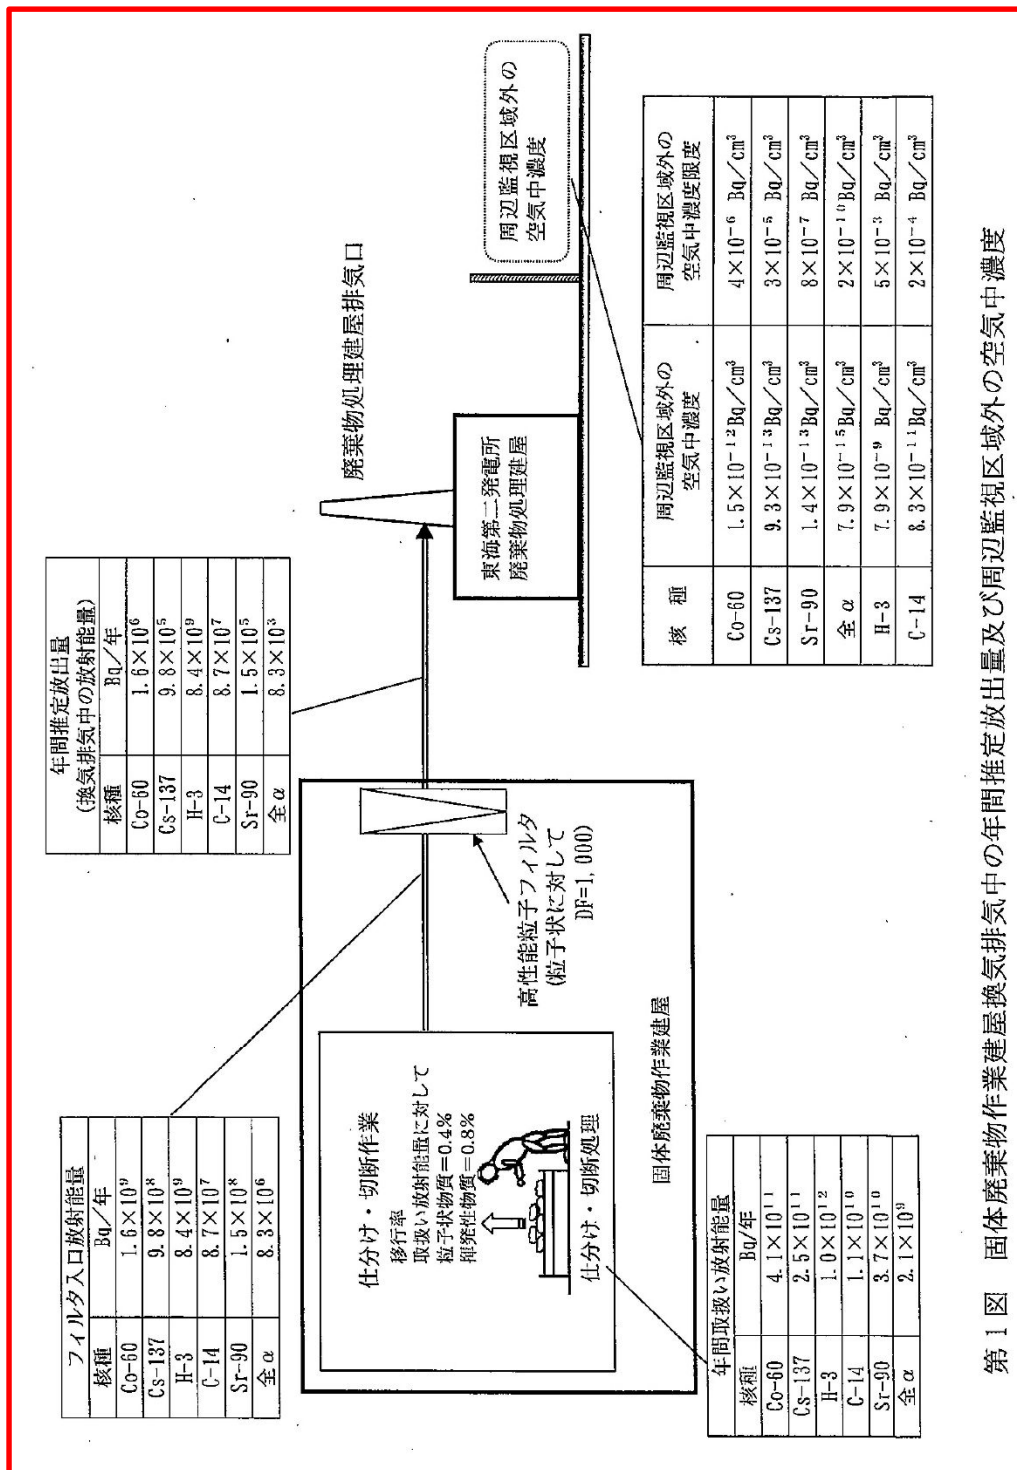 フィルタ入口放射能量
核種 Bq/年
Co-60 1.6×10⁹
Cs-137 9.8×10⁸
H-3 8.4×10⁹
C-14 8.7×10⁷
Sr-90 1.5×10⁸
全α 8.3×10⁶
年間推定放出量
(換気排気中の放射能量)
核種 Bq/年
Co-60 1.6×10⁶
Cs-137 9.8×10⁵
H-3 8.4×10⁹
C-14 8.7×10⁷
Sr-90 1.5×10⁵
全α 8.3×10³
廃棄物処理建屋排気口
周辺監視区域外の
空気中濃度
東海第二発電所
廃棄物処理建屋
仕分け・切断作業
移行率
取扱い放射能量に対して
粒子状物質=0.4%
揮発性物質=0.8%
仕分け・切断処理
高性能粒子フィルタ
(粒子状に対して
DF=1,000)
固体廃棄物作業建屋
年間取扱い放射能量
核種 Bq/年
Co-60 4.1×10¹¹
Cs-137 2.5×10¹¹
H-3 1.0×10¹²
C-14 1.1×10¹⁰
Sr-90 3.7×10¹⁰
全α 2.1×10⁹
核種 周辺監視区域外の空気中濃度 周辺監視区域外の空気中濃度限度
Co-60 1.5×10⁻¹²Bq/cm³ 4×10⁻⁶ Bq/cm³
Cs-137 9.3×10⁻¹³Bq/cm³ 3×10⁻⁵ Bq/cm³
Sr-90 1.4×10⁻¹³Bq/cm³ 8×10⁻⁷ Bq/cm³
全α 7.9×10⁻¹⁵Bq/cm³ 2×10⁻¹⁰Bq/cm³
H-3 7.9×10⁻⁹ Bq/cm³ 5×10⁻³ Bq/cm³
C-14 8.3×10⁻¹¹Bq/cm³ 2×10⁻⁴ Bq/cm³
第1図 固体廃棄物作業建屋換気排気中の年間推定放出量及び周辺監視区域外の空気中濃度